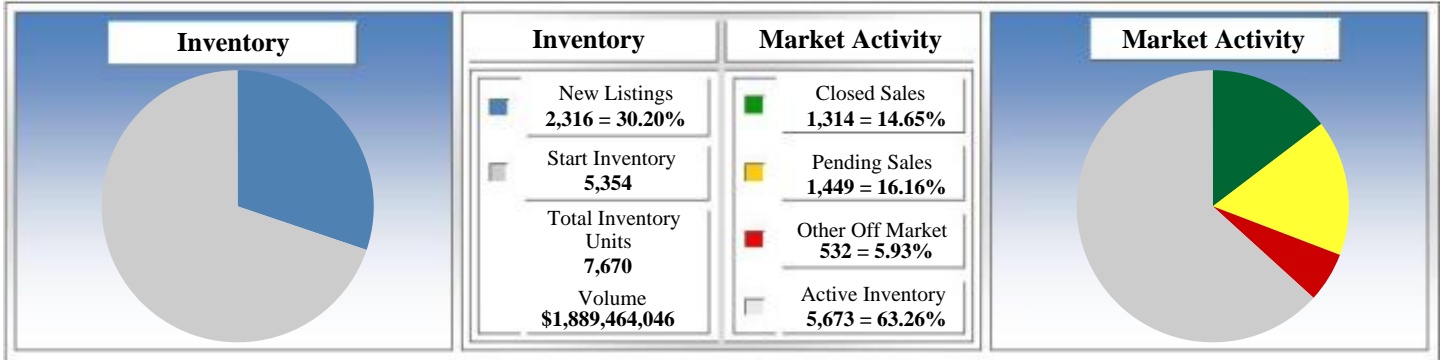 Inventory
Inventory
Market Activity
New Listings
2,316 = 30.20%
Start Inventory
5,354
Total Inventory
Units
7,670
Volume
$1,889,464,046
Closed Sales
1,314 = 14.65%
Pending Sales
1,449 = 16.16%
Other Off Market
532 = 5.93%
Active Inventory
5,673 = 63.26%
Market Activity